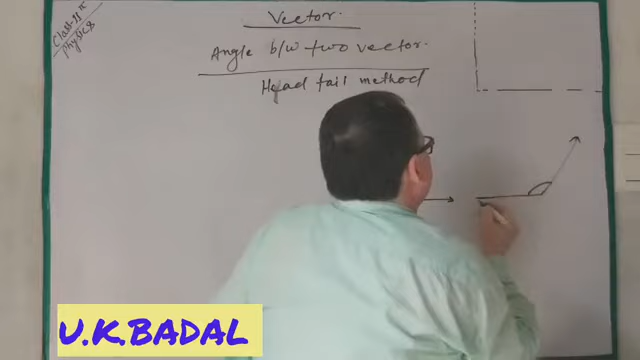 Class-11th
Physics
Vector.
Angle b/w two vector.
Head tail method
U.K.BADAL